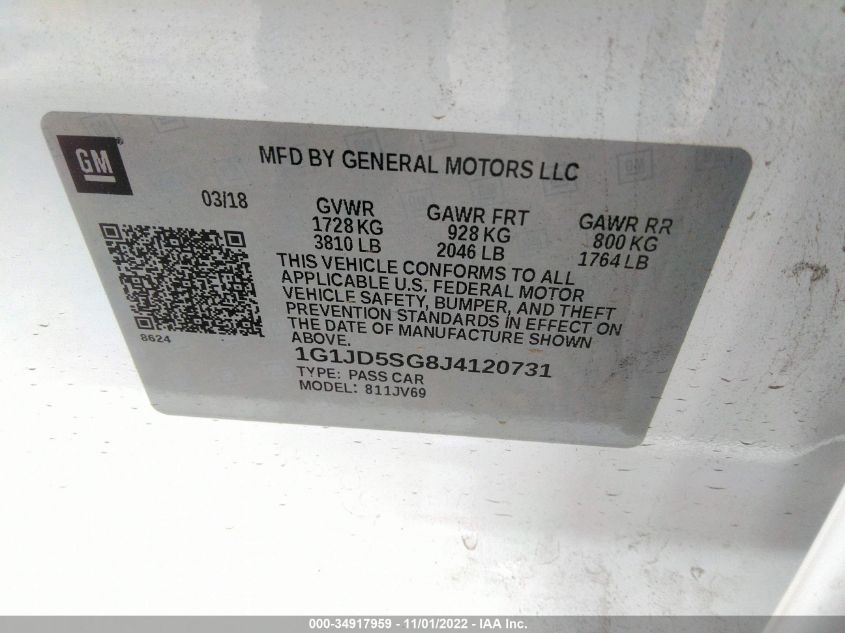 GM
MFD BY GENERAL MOTORS LLC
03/18
GVWR
1728 KG
3810 LB
GAWR FRT
928 KG
2046 LB
GAWR RR
800 KG
1764 LB
THIS VEHICLE CONFORMS TO ALL
APPLICABLE U.S. FEDERAL MOTOR
VEHICLE SAFETY, BUMPER, AND THEFT
PREVENTION STANDARDS IN EFFECT ON
THE DATE OF MANUFACTURE SHOWN
ABOVE.
8624
1G1JD5SG8J4120731
TYPE: PASS CAR
MODEL: 811JV69
000-34917959 - 11/01/2022 - IAA Inc.